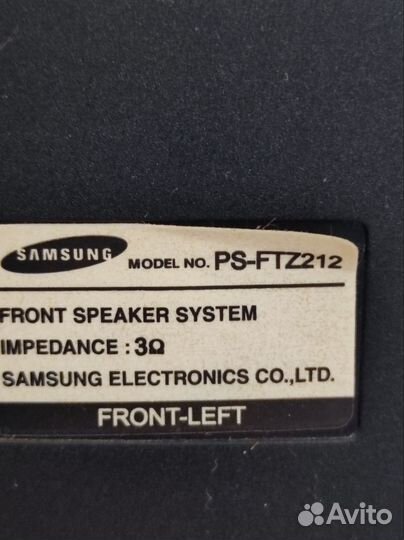 SAMSUNG MODEL NO. PS-FTZ212
FRONT SPEAKER SYSTEM
IMPEDANCE : 3Ω
SAMSUNG ELECTRONICS CO.,LTD.
FRONT-LEFT
Avito